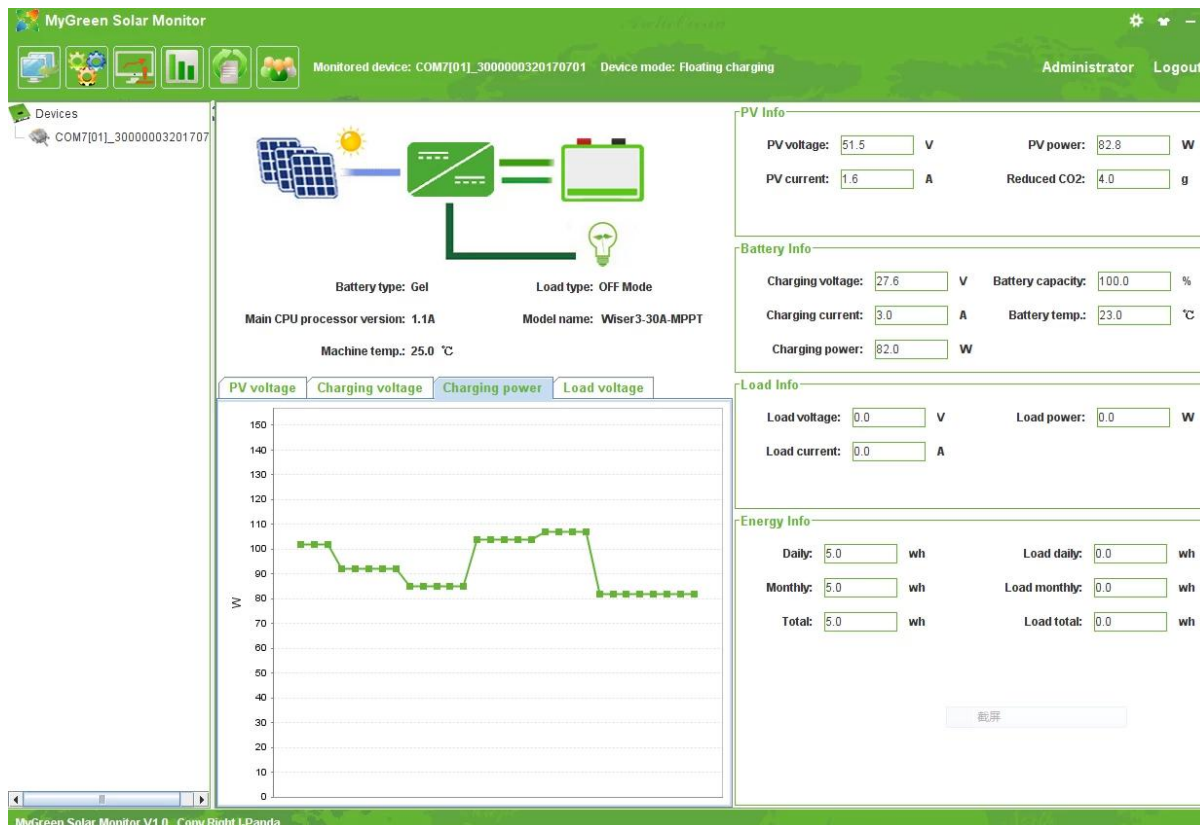 MyGreen Solar Monitor
Monitored device: COM7[01]_3000000320170701 Device mode: Floating charging
Administrator Logout
Devices
COM7[01]_30000003201707
Battery type: Gel Load type: OFF Mode
Main CPU processor version: 1.1A Model name: Wiser3-30A-MPPT
Machine temp.: 25.0 ℃
PV voltage Charging voltage Charging power Load voltage
150
140
130
120
110
100
90
80
70
60
50
40
30
20
10
0
W
PV Info
PV voltage: 51.5 V PV power: 82.8 W
PV current: 1.6 A Reduced CO2: 4.0 g
Battery Info
Charging voltage: 27.6 V Battery capacity: 100.0 %
Charging current: 3.0 A Battery temp.: 23.0 ℃
Charging power: 82.0 W
Load Info
Load voltage: 0.0 V Load power: 0.0 W
Load current: 0.0 A
Energy Info
Daily: 5.0 wh Load daily: 0.0 wh
Monthly: 5.0 wh Load monthly: 0.0 wh
Total: 5.0 wh Load total: 0.0 wh
截屏
MyGreen Solar Monitor V1.0 Copy Right I-Panda